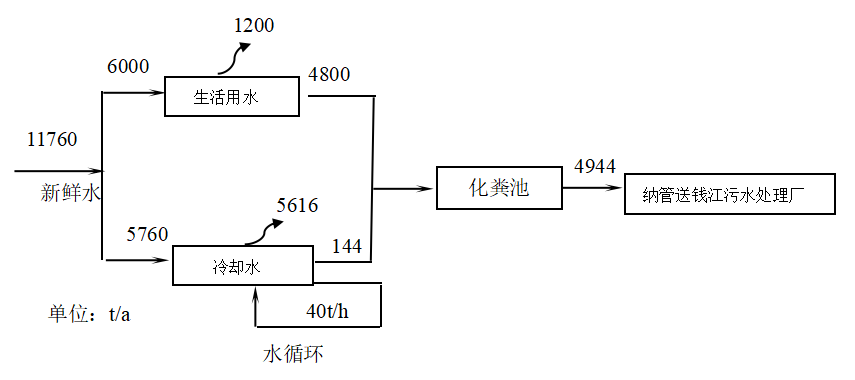 1200
6000
4800
生活用水
11760
新鲜水
化粪池
4944
纳管送钱江污水处理厂
5760
5616
144
冷却水
单位：t/a
40t/h
水循环